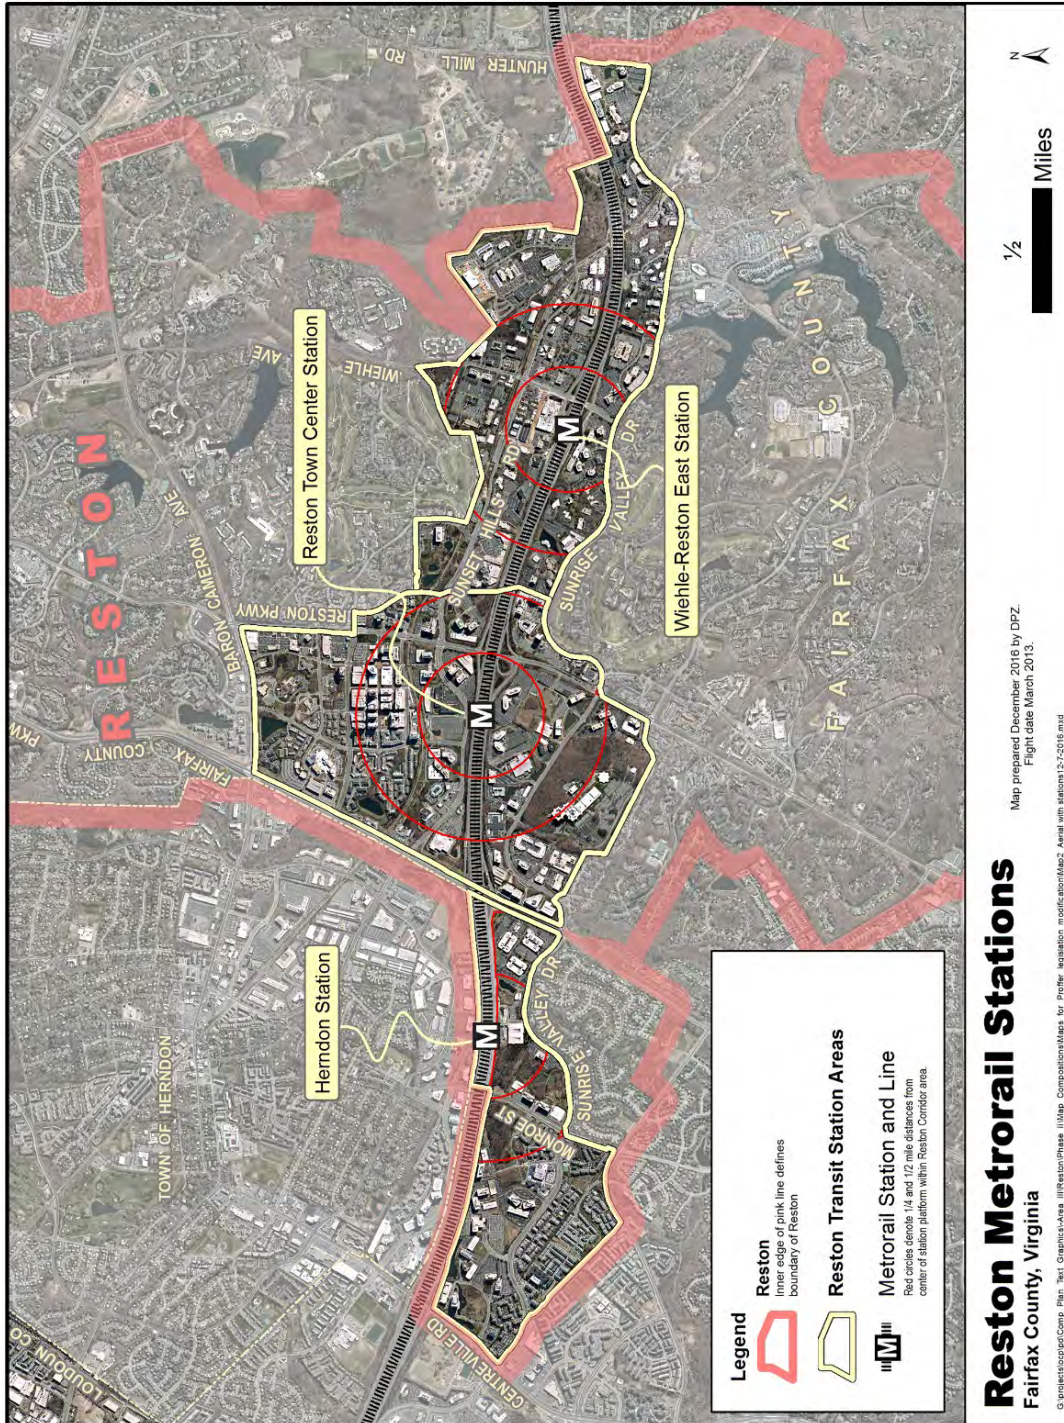 LOUDOUN CO
TOWN OF HERNDON
FAIRFAX
COUNTY
PKWY
RESTON
BARON CAMERON
AVE
RESTON PKWY
WIEHLE
AVE
HUNTER MILL
RD
Herndon Station
Reston Town Center Station
SUNSET
HILLS
RD
CENTREVILLE RD
MONROE ST
SUNRISE VALLEY DR
SUNRISE
VALLEY
DR
Wiehle-Reston East Station
FAIRFAX
COUNTY
Legend
Reston
Inner edge of pink line defines
boundary of Reston
Reston Transit Station Areas
M
Metrorail Station and Line
Red circles denote 1/4 and 1/2 mile distances from
center of station platform within Reston Corridor area.
M
M
M
Reston Metrorail Stations
Fairfax County, Virginia
Map prepared December 2016 by DPZ.
Flight date March 2013.
½
Miles
N